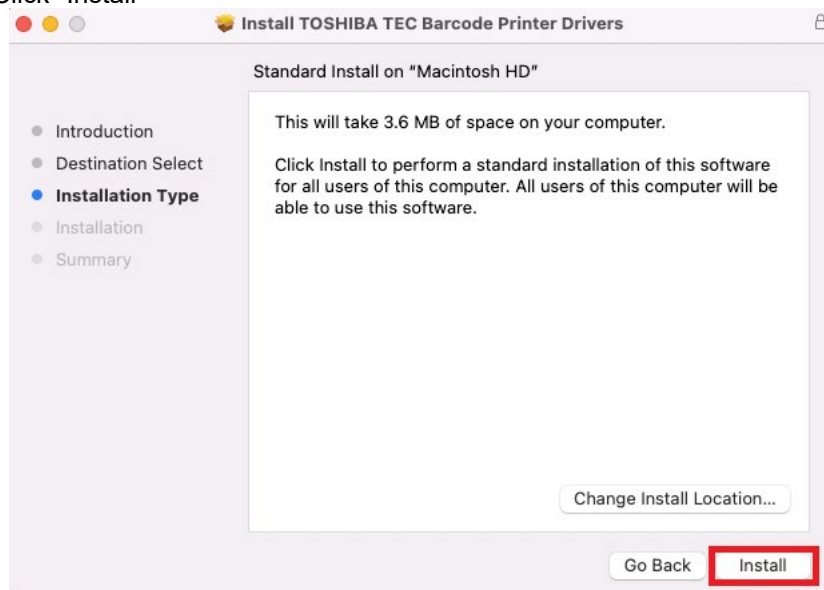 Click "Install"
Install TOSHIBA TEC Barcode Printer Drivers
Standard Install on "Macintosh HD"
Introduction
Destination Select
Installation Type
Installation
Summary
This will take 3.6 MB of space on your computer.
Click Install to perform a standard installation of this software
for all users of this computer. All users of this computer will be
able to use this software.
Change Install Location...
Go Back
Install